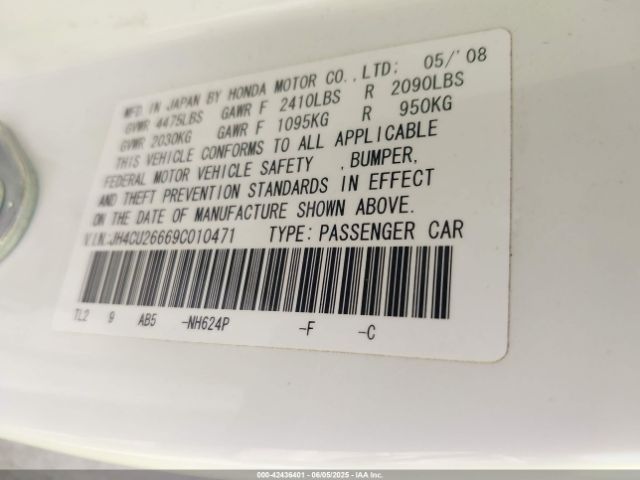 MFD. IN JAPAN BY HONDA MOTOR CO.,LTD; 05/'08
GVWR 4475LBS GAWR F 2410LBS R 2090LBS
GVWR 2030KG GAWR F 1095KG R 950KG
THIS VEHICLE CONFORMS TO ALL APPLICABLE
FEDERAL MOTOR VEHICLE SAFETY ,BUMPER,
AND THEFT PREVENTION STANDARDS IN EFFECT
ON THE DATE OF MANUFACTURE SHOWN ABOVE.
VIN:JH4CU26669C010471 TYPE:PASSENGER CAR
TL2 9 AB5 -NH624P -F -C
000-42436401 - 06/05/2025 - IAA Inc.